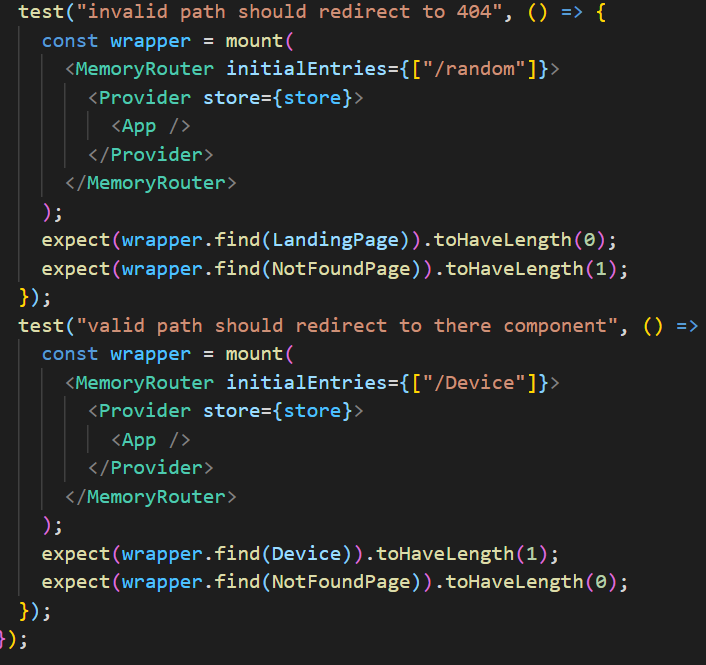 test("invalid path should redirect to 404", () => {
const wrapper = mount(
<MemoryRouter initialEntries={["/random"]}>
<Provider store={store}>
<App />
</Provider>
</MemoryRouter>
);
expect(wrapper.find(LandingPage)).toHaveLength(0);
expect(wrapper.find(NotFoundPage)).toHaveLength(1);
});
test("valid path should redirect to there component", () =>
const wrapper = mount(
<MemoryRouter initialEntries={["/Device"]}>
<Provider store={store}>
<App />
</Provider>
</MemoryRouter>
);
expect(wrapper.find(Device)).toHaveLength(1);
expect(wrapper.find(NotFoundPage)).toHaveLength(0);
});
});